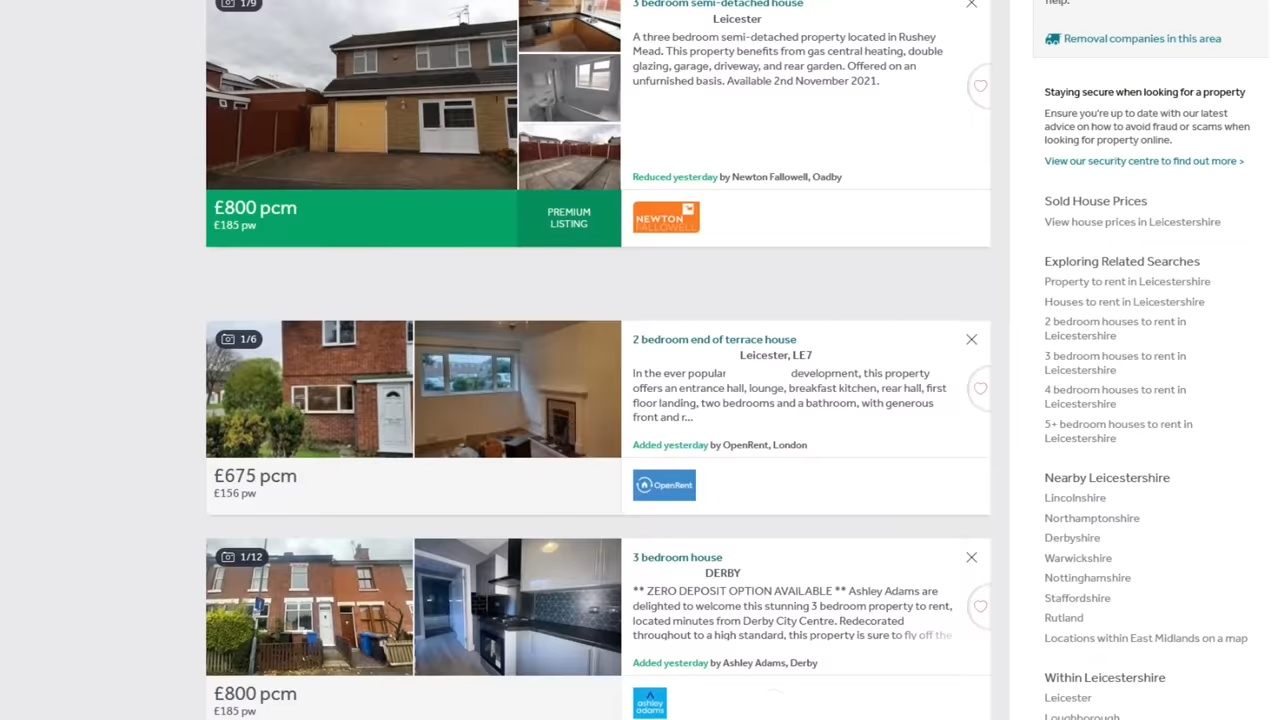 1/9
3 bedroom semi-detached house
Leicester
A three bedroom semi-detached property located in Rushey
Mead. This property benefits from gas central heating, double
glazing, garage, driveway, and rear garden. Offered on an
unfurnished basis. Available 2nd November 2021.
Reduced yesterday by Newton Fallowell, Oadby
£800 pcm
£185 pw
PREMIUM
LISTING
NEWTON
FALLOWELL
1/6
2 bedroom end of terrace house
Leicester, LE7
In the ever popular development, this property
offers an entrance hall, lounge, breakfast kitchen, rear hall, first
floor landing, two bedrooms and a bathroom, with generous
front and r...
Added yesterday by OpenRent, London
£675 pcm
£156 pw
OpenRent
1/12
3 bedroom house
DERBY
** ZERO DEPOSIT OPTION AVAILABLE ** Ashley Adams are
delighted to welcome this stunning 3 bedroom property to rent,
located minutes from Derby City Centre. Redecorated
throughout to a high standard, this property is sure to fly off the
Added yesterday by Ashley Adams, Derby
£800 pcm
£185 pw
ashley
adams
help.
Removal companies in this area
Staying secure when looking for a property
Ensure you're up to date with our latest
advice on how to avoid fraud or scams when
looking for property online.
View our security centre to find out more >
Sold House Prices
View house prices in Leicestershire
Exploring Related Searches
Property to rent in Leicestershire
Houses to rent in Leicestershire
2 bedroom houses to rent in
Leicestershire
3 bedroom houses to rent in
Leicestershire
4 bedroom houses to rent in
Leicestershire
5+ bedroom houses to rent in
Leicestershire
Nearby Leicestershire
Lincolnshire
Northamptonshire
Derbyshire
Warwickshire
Nottinghamshire
Staffordshire
Rutland
Locations within East Midlands on a map
Within Leicestershire
Leicester
Loughborough